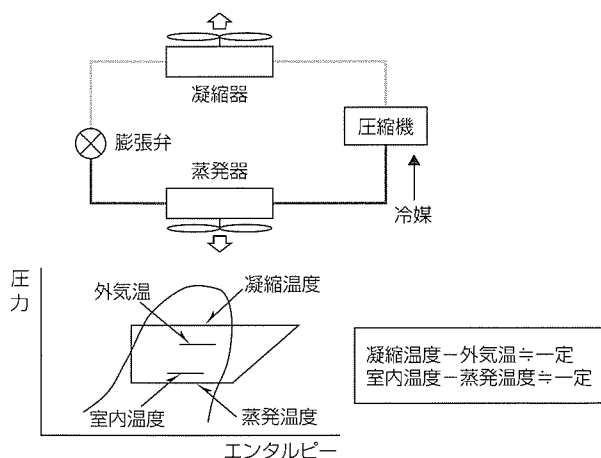 凝縮器
圧縮機
膨張弁
蒸発器
冷媒
圧力
外気温
凝縮温度
室内温度
蒸発温度
エンタルピー
凝縮温度－外気温≒一定
室内温度－蒸発温度≒一定